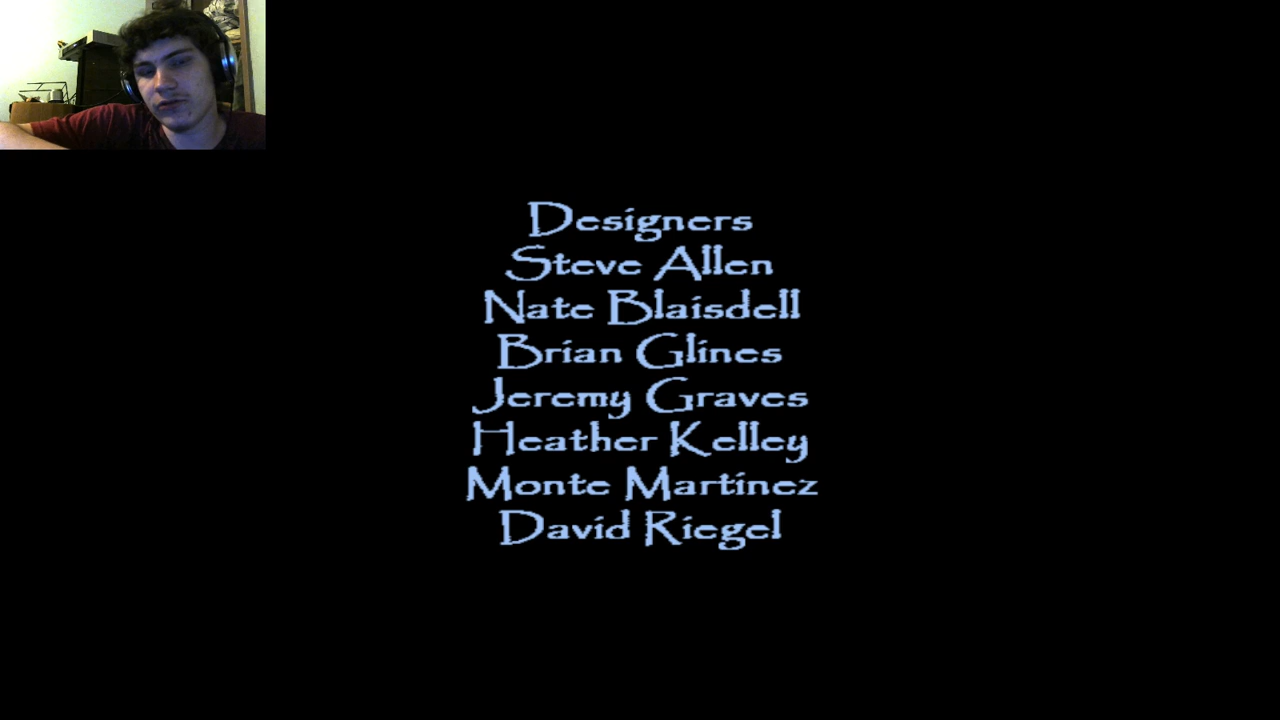 Designers
Steve Allen
Nate Blaisdell
Brian Glines
Jeremy Graves
Heather Kelley
Monte Martinez
David Riegel